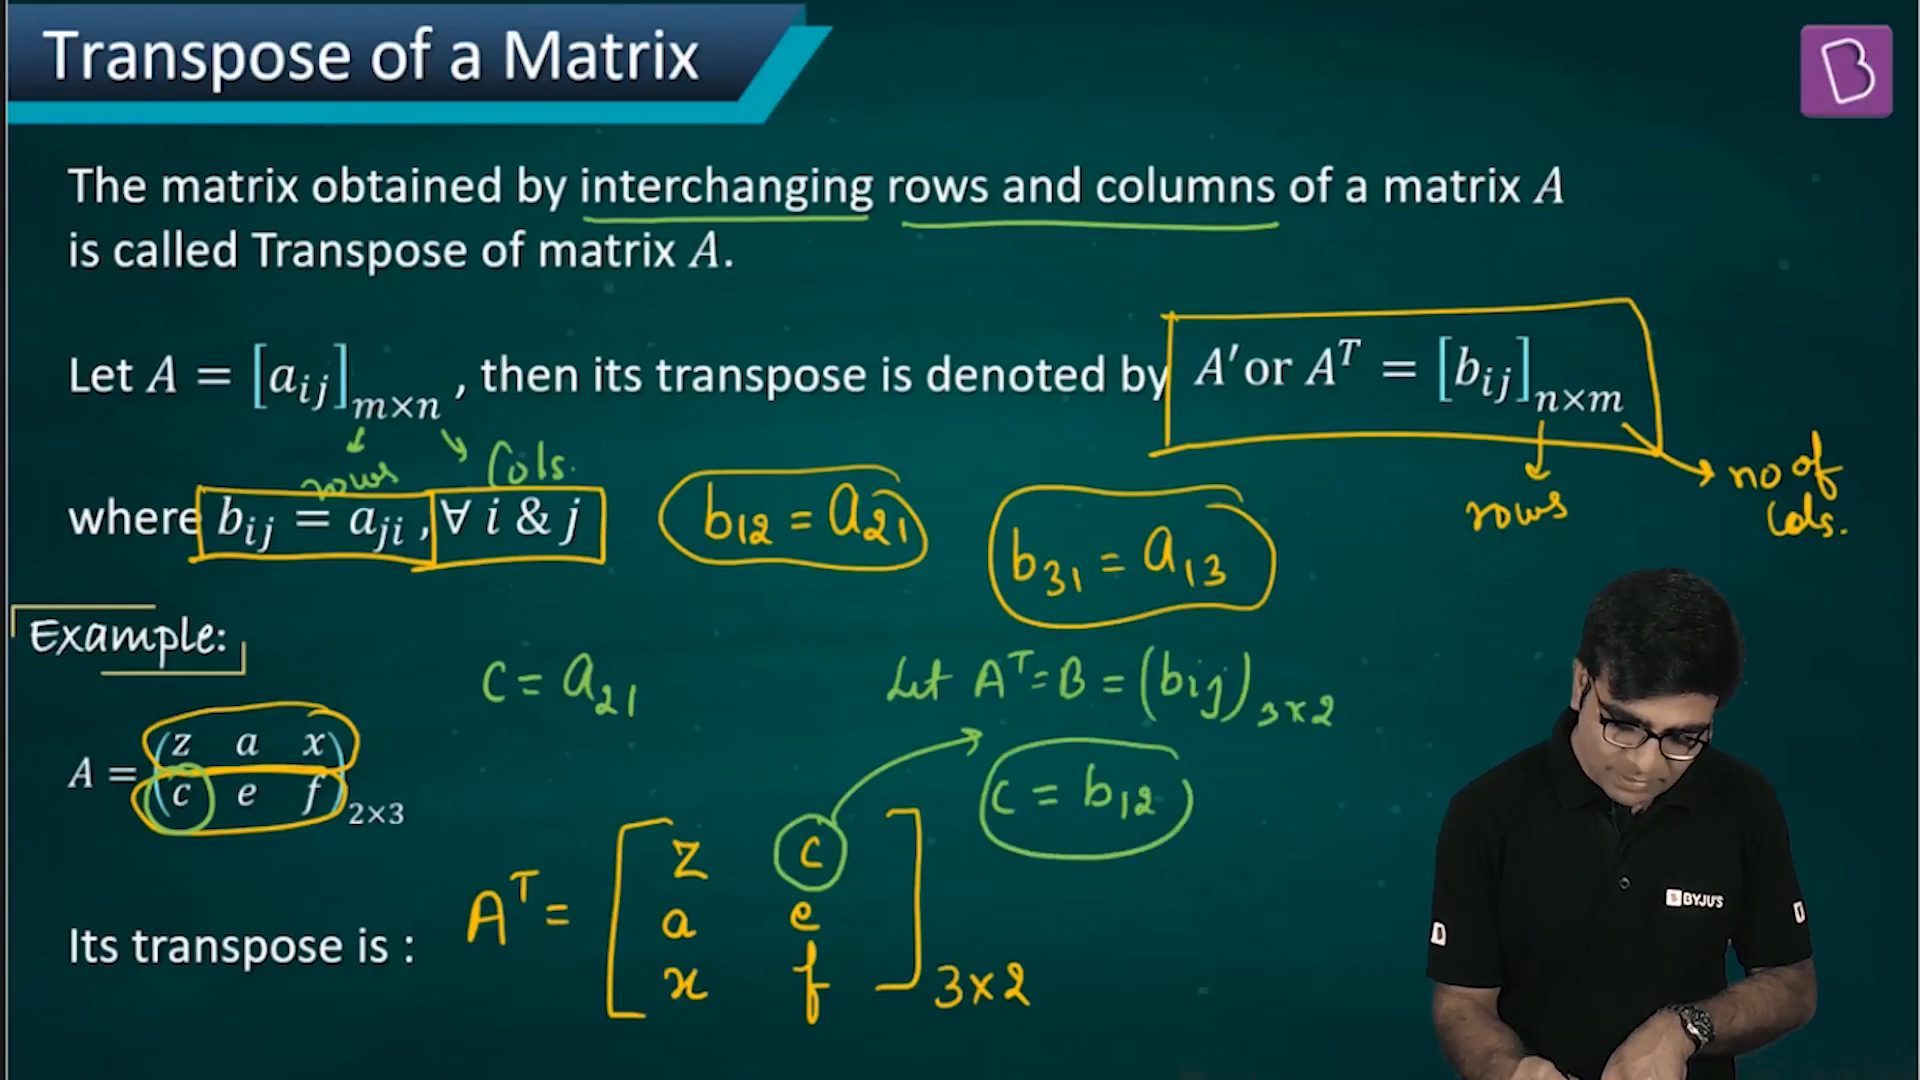 Transpose of a Matrix
The matrix obtained by interchanging rows and columns of a matrix A
is called Transpose of matrix A.
Let A = [aij]m×n , then its transpose is denoted by A′ or Aᵀ = [bij]n×m
rows Cols. rows no of Cols.
where bij = aji , ∀ i & j b12 = a21 b31 = a13
Example:
c = a21 Let Aᵀ = B = (bij)3×2
A = (z a x
c e f)2×3
c = b12
Its transpose is : Aᵀ = [z c
a e
x f]3×2
BYJU'S